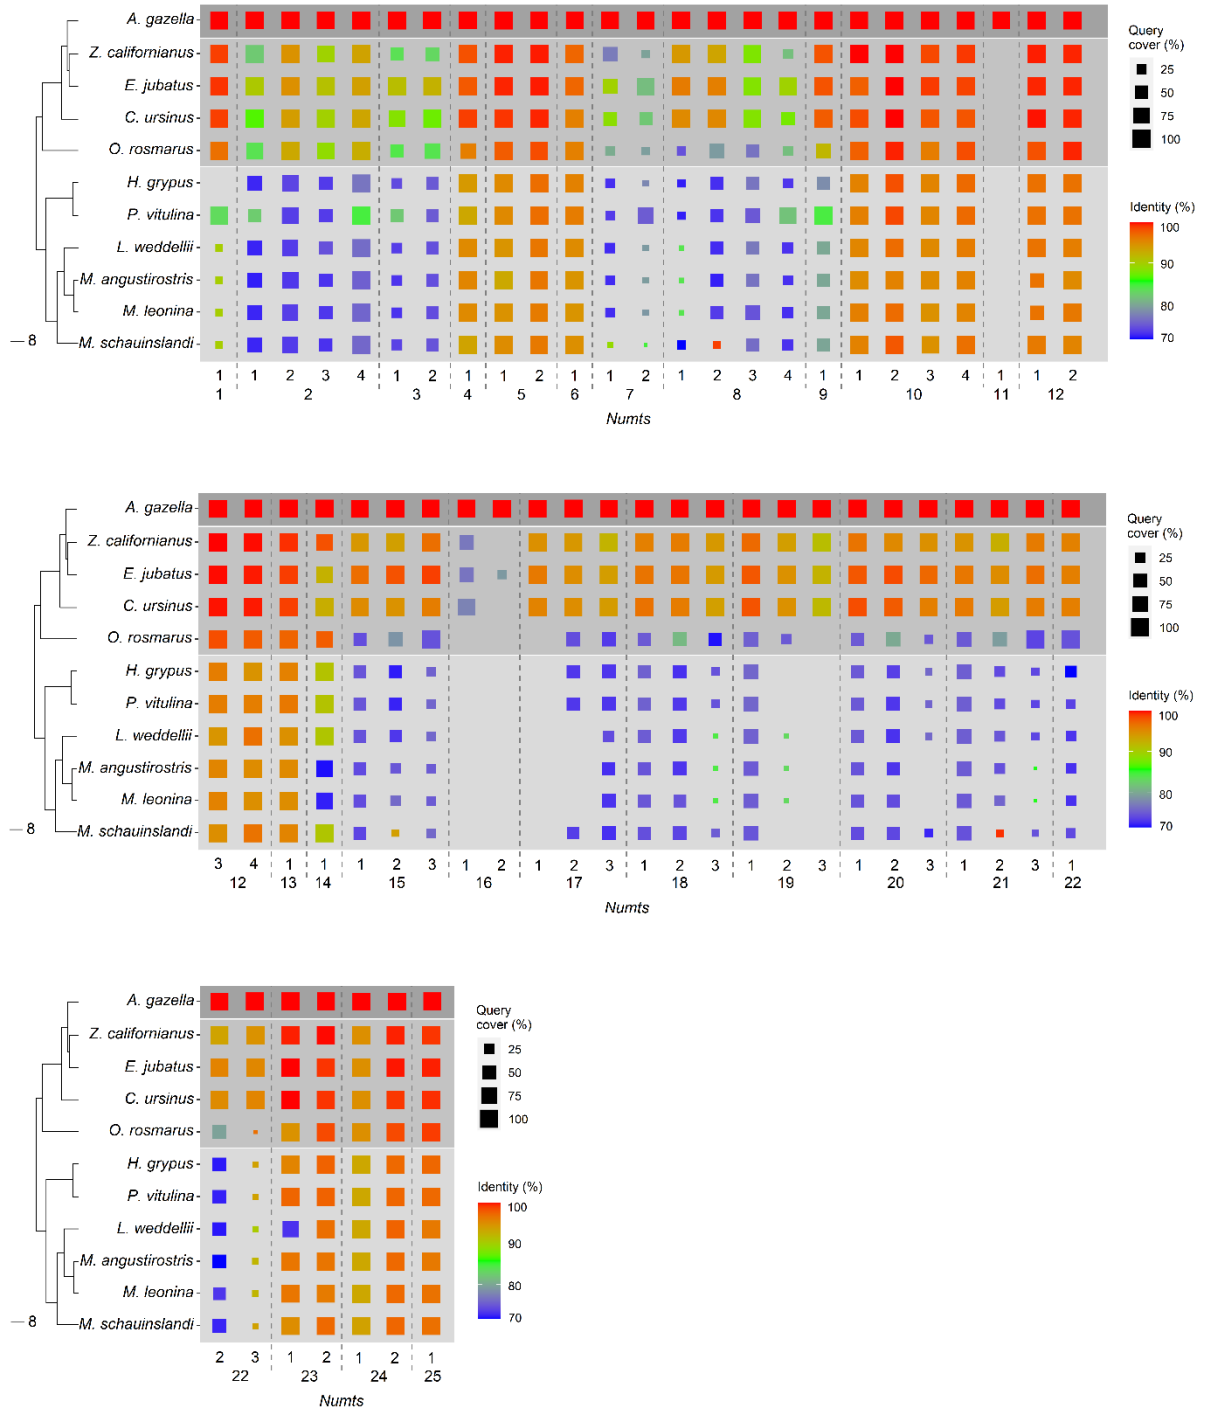 A. gazella
Z. californianus
E. jubatus
C. ursinus
O. rosmarus
H. grypus
P. vitulina
L. weddellii
M. angustirostris
M. leonina
M. schauinslandi
8
1 1 2 3 4 1 2 1 1 2 1 1 2 1 2 3 4 1 1 2 3 4 1 1 2
1 2 3 4 5 6 7 8 9 10 11 12
Numts
Query
cover (%)
25
50
75
100
Identity (%)
100
90
80
70
A. gazella
Z. californianus
E. jubatus
C. ursinus
O. rosmarus
H. grypus
P. vitulina
L. weddellii
M. angustirostris
M. leonina
M. schauinslandi
8
3 4 1 1 1 2 3 1 2 1 2 3 1 2 3 1 2 3 1 2 3 1 2 3 1
12 13 14 15 16 17 18 19 20 21 22
Numts
Query
cover (%)
25
50
75
100
Identity (%)
100
90
80
70
A. gazella
Z. californianus
E. jubatus
C. ursinus
O. rosmarus
H. grypus
P. vitulina
L. weddellii
M. angustirostris
M. leonina
M. schauinslandi
8
2 3 1 2 1 2 1
22 23 24 25
Numts
Query
cover (%)
25
50
75
100
Identity (%)
100
90
80
70